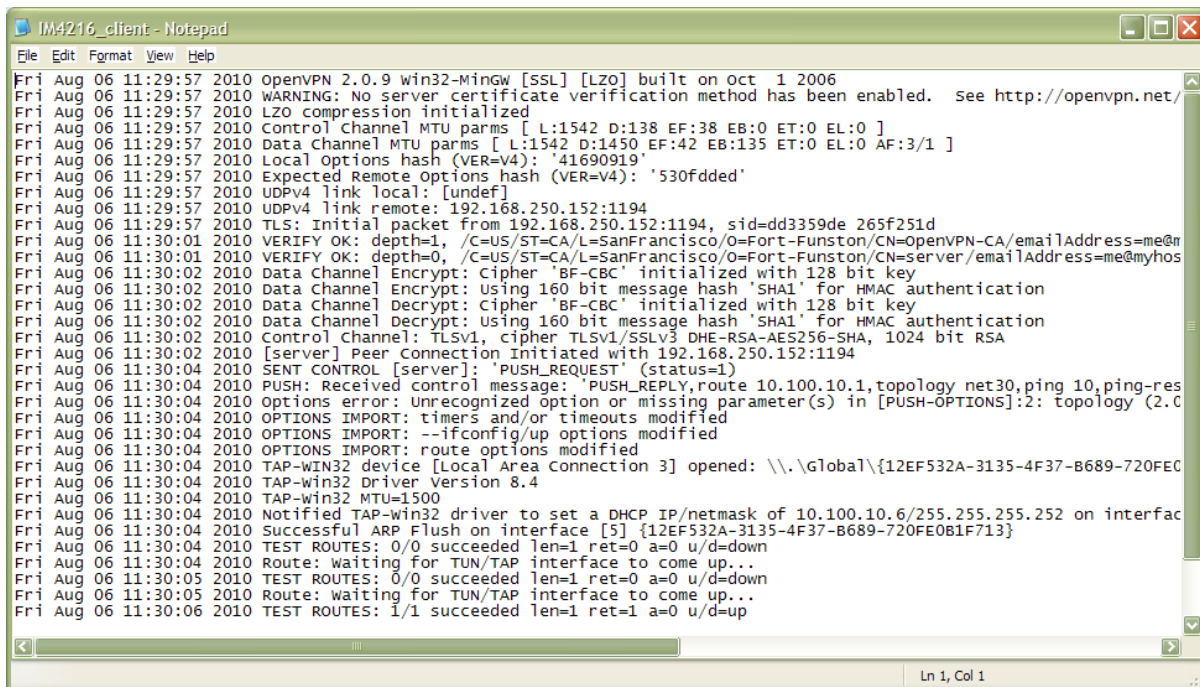 IM4216_client - Notepad
File Edit Format View Help
Fri Aug 06 11:29:57 2010 OpenVPN 2.0.9 Win32-MinGW [SSL] [LZO] built on Oct  1 2006
Fri Aug 06 11:29:57 2010 WARNING: No server certificate verification method has been enabled.  See http://openvpn.net/
Fri Aug 06 11:29:57 2010 LZO compression initialized
Fri Aug 06 11:29:57 2010 Control Channel MTU parms [ L:1542 D:138 EF:38 EB:0 ET:0 EL:0 ]
Fri Aug 06 11:29:57 2010 Data Channel MTU parms [ L:1542 D:1450 EF:42 EB:135 ET:0 EL:0 AF:3/1 ]
Fri Aug 06 11:29:57 2010 Local Options hash (VER=V4): '41690919'
Fri Aug 06 11:29:57 2010 Expected Remote Options hash (VER=V4): '530fdded'
Fri Aug 06 11:29:57 2010 UDPv4 link local: [undef]
Fri Aug 06 11:29:57 2010 UDPv4 link remote: 192.168.250.152:1194
Fri Aug 06 11:29:57 2010 TLS: Initial packet from 192.168.250.152:1194, sid=dd3359de 265f251d
Fri Aug 06 11:30:01 2010 VERIFY OK: depth=1, /C=US/ST=CA/L=SanFrancisco/O=Fort-Funston/CN=OpenVPN-CA/emailAddress=me@m
Fri Aug 06 11:30:02 2010 VERIFY OK: depth=0, /C=US/ST=CA/L=SanFrancisco/O=Fort-Funston/CN=server/emailAddress=me@myhos
Fri Aug 06 11:30:02 2010 Data Channel Encrypt: Cipher 'BF-CBC' initialized with 128 bit key
Fri Aug 06 11:30:02 2010 Data Channel Encrypt: Using 160 bit message hash 'SHA1' for HMAC authentication
Fri Aug 06 11:30:02 2010 Data Channel Decrypt: Cipher 'BF-CBC' initialized with 128 bit key
Fri Aug 06 11:30:02 2010 Data Channel Decrypt: Using 160 bit message hash 'SHA1' for HMAC authentication
Fri Aug 06 11:30:02 2010 Control Channel: TLSv1, cipher TLSv1/SSLv3 DHE-RSA-AES256-SHA, 1024 bit RSA
Fri Aug 06 11:30:02 2010 [server] Peer Connection Initiated with 192.168.250.152:1194
Fri Aug 06 11:30:04 2010 SENT CONTROL [server]: 'PUSH_REQUEST' (status=1)
Fri Aug 06 11:30:04 2010 PUSH: Received control message: 'PUSH_REPLY,route 10.100.10.1,topology net30,ping 10,ping-res
Fri Aug 06 11:30:04 2010 Options error: Unrecognized option or missing parameter(s) in [PUSH-OPTIONS]:2: topology (2.0
Fri Aug 06 11:30:04 2010 OPTIONS IMPORT: timers and/or timeouts modified
Fri Aug 06 11:30:04 2010 OPTIONS IMPORT: --ifconfig/up options modified
Fri Aug 06 11:30:04 2010 OPTIONS IMPORT: route options modified
Fri Aug 06 11:30:04 2010 TAP-WIN32 device [Local Area Connection 3] opened: \\.\Global\{12EF532A-3135-4F37-B689-720FE0
Fri Aug 06 11:30:04 2010 TAP-Win32 Driver Version 8.4
Fri Aug 06 11:30:04 2010 TAP-Win32 MTU=1500
Fri Aug 06 11:30:04 2010 Notified TAP-Win32 driver to set a DHCP IP/netmask of 10.100.10.6/255.255.255.252 on interfac
Fri Aug 06 11:30:04 2010 Successful ARP Flush on interface [5] {12EF532A-3135-4F37-B689-720FE0B1F713}
Fri Aug 06 11:30:04 2010 TEST ROUTES: 0/0 succeeded len=1 ret=0 a=0 u/d=down
Fri Aug 06 11:30:04 2010 Route: Waiting for TUN/TAP interface to come up...
Fri Aug 06 11:30:05 2010 TEST ROUTES: 0/0 succeeded len=1 ret=0 a=0 u/d=down
Fri Aug 06 11:30:05 2010 Route: Waiting for TUN/TAP interface to come up...
Fri Aug 06 11:30:06 2010 TEST ROUTES: 1/1 succeeded len=1 ret=1 a=0 u/d=up
Ln 1, Col 1